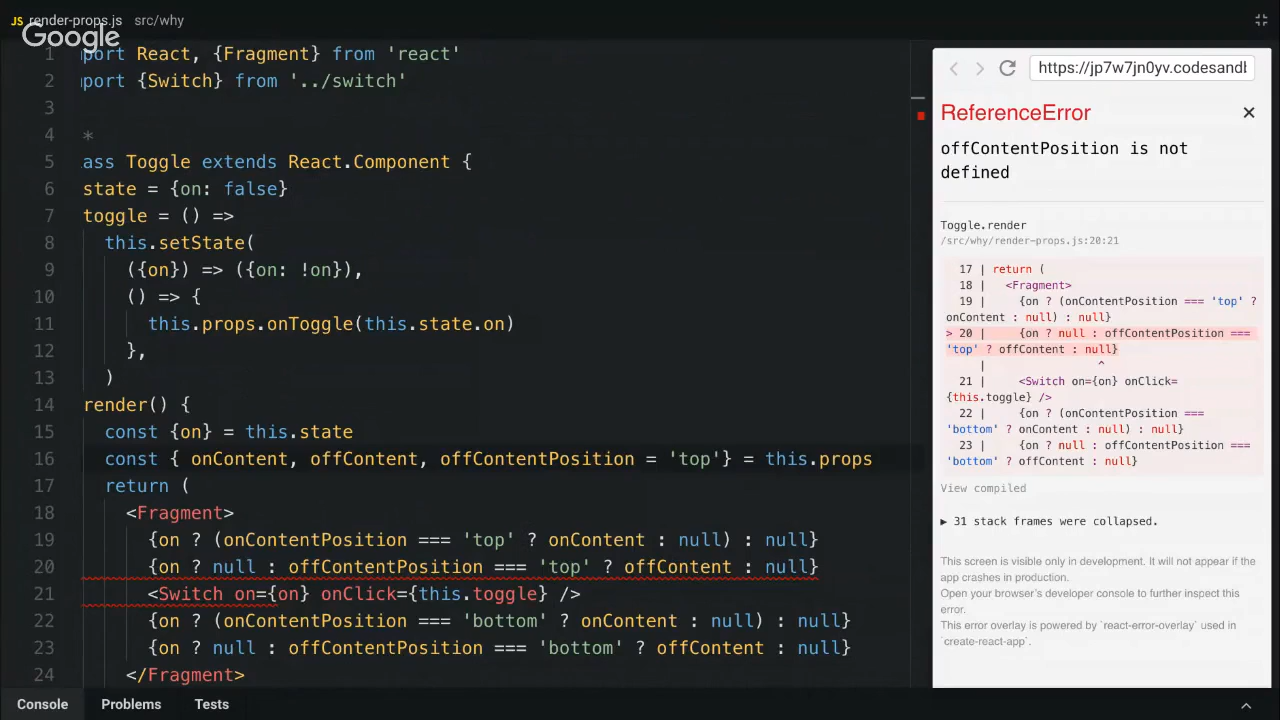 JS render-props.js src/why
Google
1 port React, {Fragment} from 'react'
2 port {Switch} from '../switch'
3
4 *
5 ass Toggle extends React.Component {
6 state = {on: false}
7 toggle = () =>
8 this.setState(
9 ({on}) => ({on: !on}),
10 () => {
11 this.props.onToggle(this.state.on)
12 },
13 )
14 render() {
15 const {on} = this.state
16 const { onContent, offContent, offContentPosition = 'top'} = this.props
17 return (
18 <Fragment>
19 {on ? (onContentPosition === 'top' ? onContent : null) : null}
20 {on ? null : offContentPosition === 'top' ? offContent : null}
21 <Switch on={on} onClick={this.toggle} />
22 {on ? (onContentPosition === 'bottom' ? onContent : null) : null}
23 {on ? null : offContentPosition === 'bottom' ? offContent : null}
24 </Fragment>
Console Problems Tests
https://jp7w7jn0yv.codesandb
ReferenceError ×
offContentPosition is not
defined
Toggle.render
/src/why/render-props.js:20:21
17 | return (
18 | <Fragment>
19 | {on ? (onContentPosition === 'top' ?
onContent : null) : null}
> 20 | {on ? null : offContentPosition ===
'top' ? offContent : null}
| ^
21 | <Switch on={on} onClick=
{this.toggle} />
22 | {on ? (onContentPosition ===
'bottom' ? onContent : null) : null}
23 | {on ? null : offContentPosition ===
'bottom' ? offContent : null}
View compiled
▶ 31 stack frames were collapsed.
This screen is visible only in development. It will not appear if the
app crashes in production.
Open your browser's developer console to further inspect this
error.
This error overlay is powered by `react-error-overlay` used in
`create-react-app`.